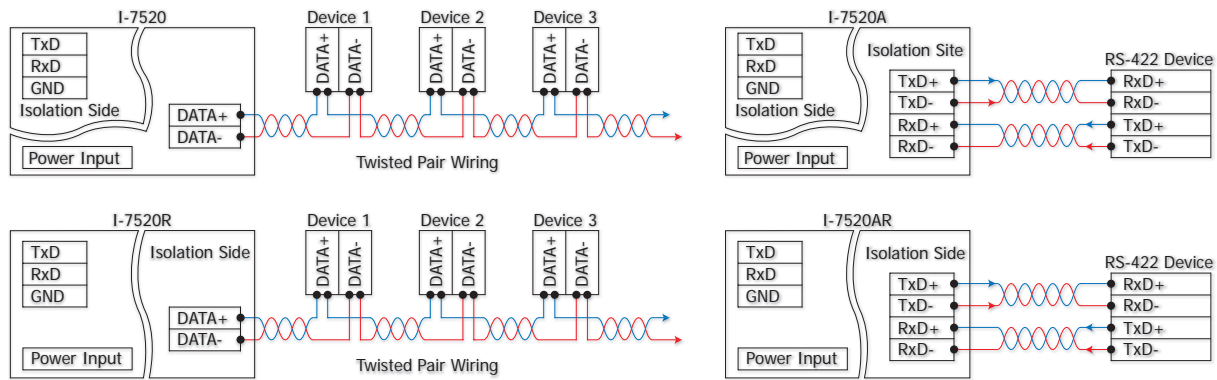 I-7520
TxD
RxD
GND
Isolation Side
DATA+
DATA-
Power Input
Device 1
Device 2
Device 3
DATA+
DATA-
DATA+
DATA-
DATA+
DATA-
Twisted Pair Wiring
I-7520A
TxD
RxD
GND
Isolation Side
Power Input
Isolation Site
TxD+
TxD-
RxD+
RxD-
RS-422 Device
RxD+
RxD-
TxD+
TxD-
I-7520R
TxD
RxD
GND
Isolation Side
DATA+
DATA-
Power Input
Device 1
Device 2
Device 3
DATA+
DATA-
DATA+
DATA-
DATA+
DATA-
Twisted Pair Wiring
I-7520AR
TxD
RxD
GND
Power Input
Isolation Side
TxD+
TxD-
RxD+
RxD-
RS-422 Device
RxD+
RxD-
TxD+
TxD-